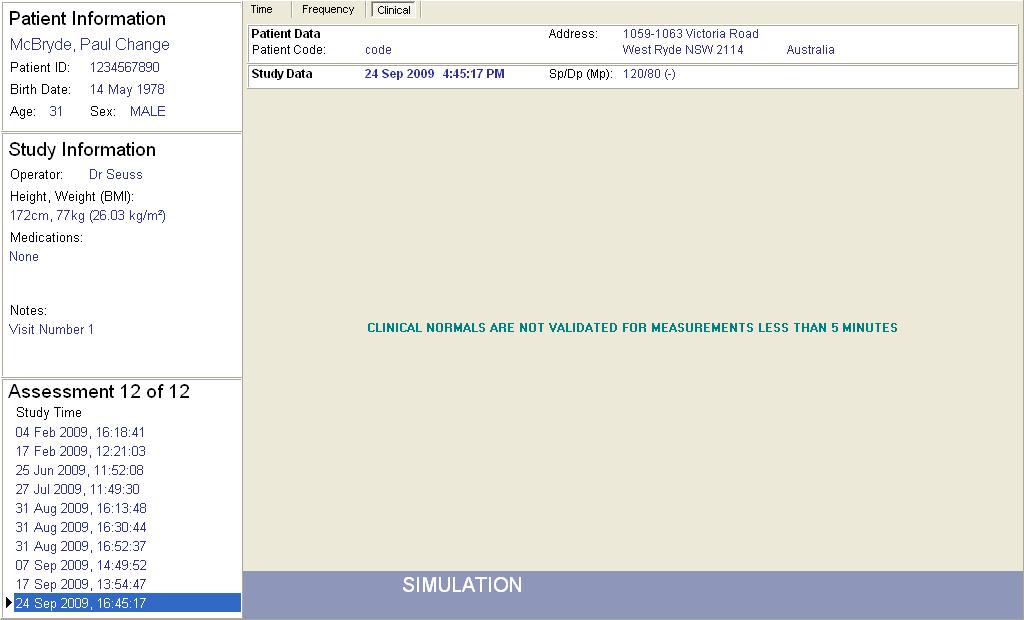 Patient Information
McBryde, Paul Change
Patient ID: 1234567890
Birth Date: 14 May 1978
Age: 31 Sex: MALE
Study Information
Operator: Dr Seuss
Height, Weight (BMI):
172cm, 77kg (26.03 kg/m²)
Medications:
None
Notes:
Visit Number 1
Assessment 12 of 12
Study Time
04 Feb 2009, 16:18:41
17 Feb 2009, 12:21:03
25 Jun 2009, 11:52:08
27 Jul 2009, 11:49:30
31 Aug 2009, 16:13:48
31 Aug 2009, 16:30:44
31 Aug 2009, 16:52:37
07 Sep 2009, 14:49:52
17 Sep 2009, 13:54:47
24 Sep 2009, 16:45:17
Time Frequency Clinical
Patient Data Address: 1059-1063 Victoria Road
Patient Code: code West Ryde NSW 2114 Australia
Study Data 24 Sep 2009 4:45:17 PM Sp/Dp (Mp): 120/80 (-)
CLINICAL NORMALS ARE NOT VALIDATED FOR MEASUREMENTS LESS THAN 5 MINUTES
SIMULATION